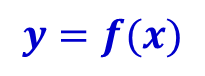 y = f(x)